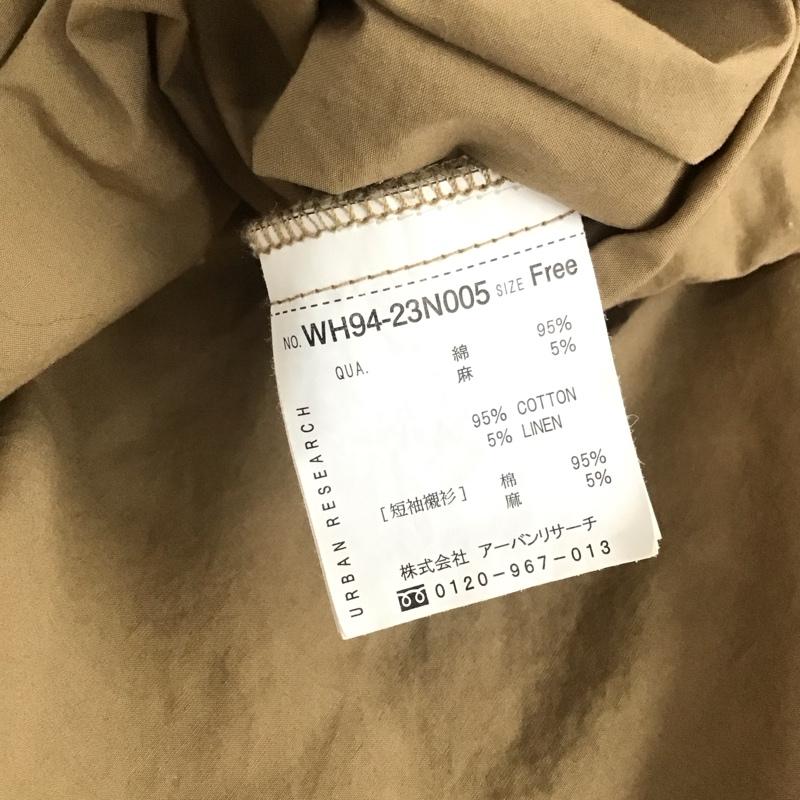 NO. WH94-23N005 SIZE Free
QUA. 綿 95%
麻 5%
95% COTTON
5% LINEN
[短袖襯衫] 棉 95%
麻 5%
株式会社 アーバンリサーチ
0120-967-013
URBAN RESEARCH